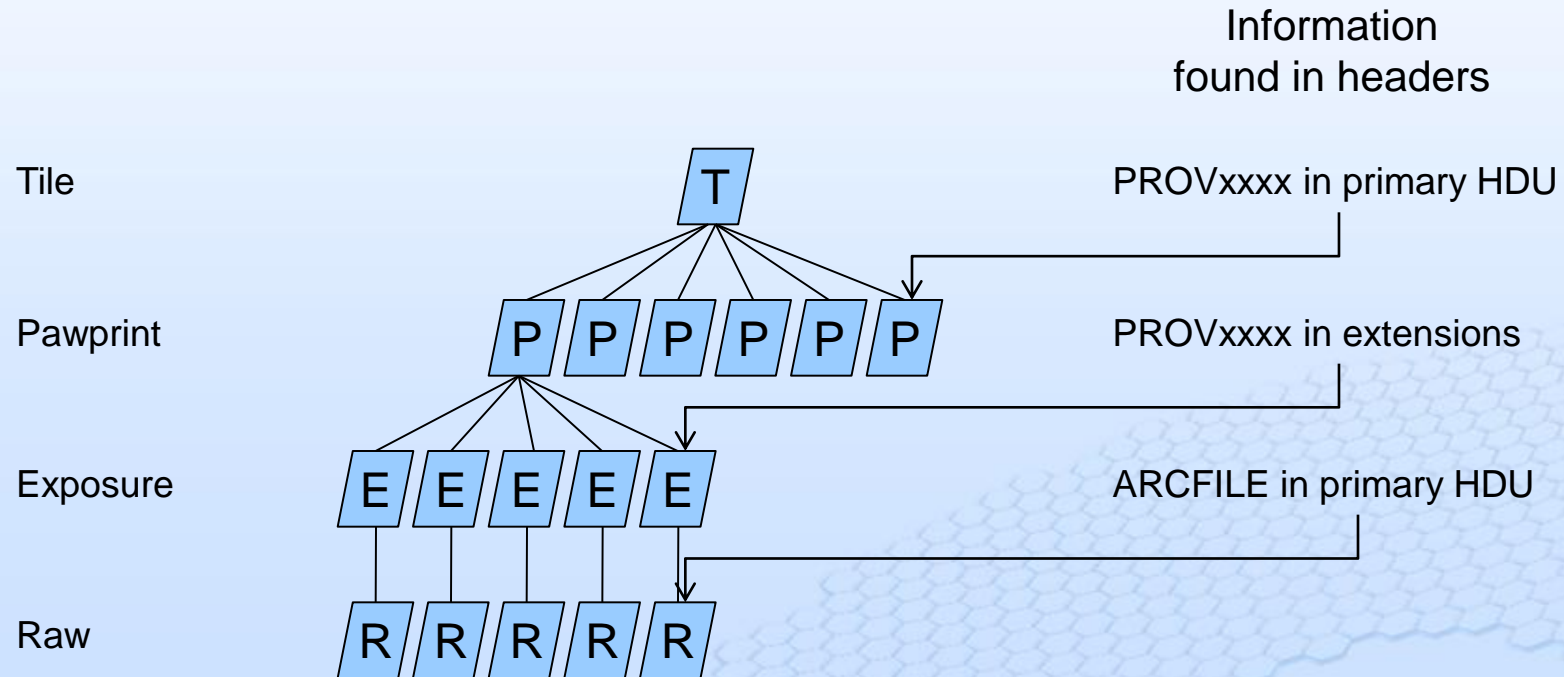 Information
found in headers
Tile
T
PROVxxxx in primary HDU
Pawprint
P P P P P P
PROVxxxx in extensions
Exposure
E E E E E
ARCFILE in primary HDU
Raw
R R R R R